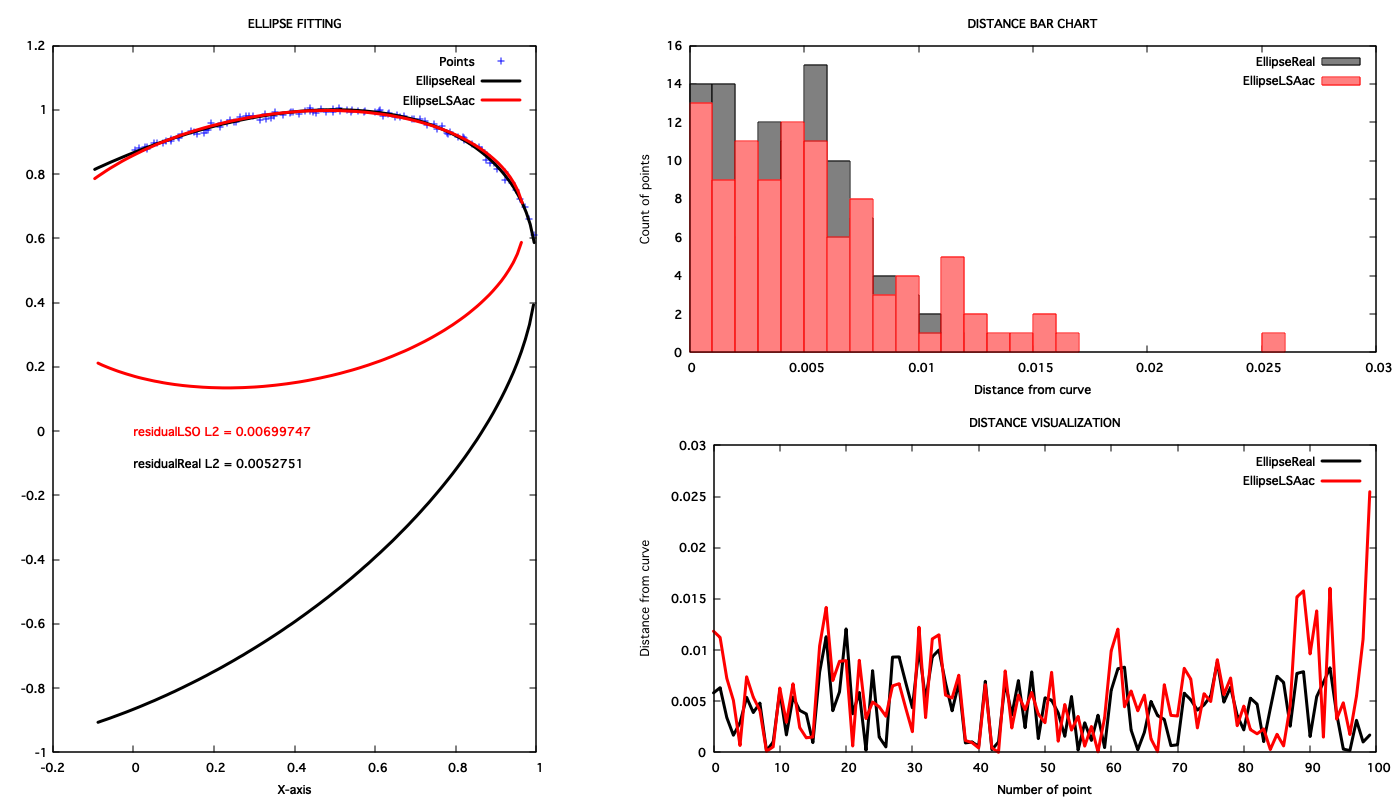 ELLIPSE FITTING
Points
EllipseReal
EllipseLSAac
1.2
1
0.8
0.6
0.4
0.2
0
-0.2
-0.4
-0.6
-0.8
-1
residualLSO L2 = 0.00699747
residualReal L2 = 0.0052751
-0.2 0 0.2 0.4 0.6 0.8 1
X-axis
DISTANCE BAR CHART
EllipseReal
EllipseLSAac
16
14
12
10
8
6
4
2
0
Count of points
0 0.005 0.01 0.015 0.02 0.025 0.03
Distance from curve
DISTANCE VISUALIZATION
EllipseReal
EllipseLSAac
0.03
0.025
0.02
0.015
0.01
0.005
0
Distance from curve
0 10 20 30 40 50 60 70 80 90 100
Number of point